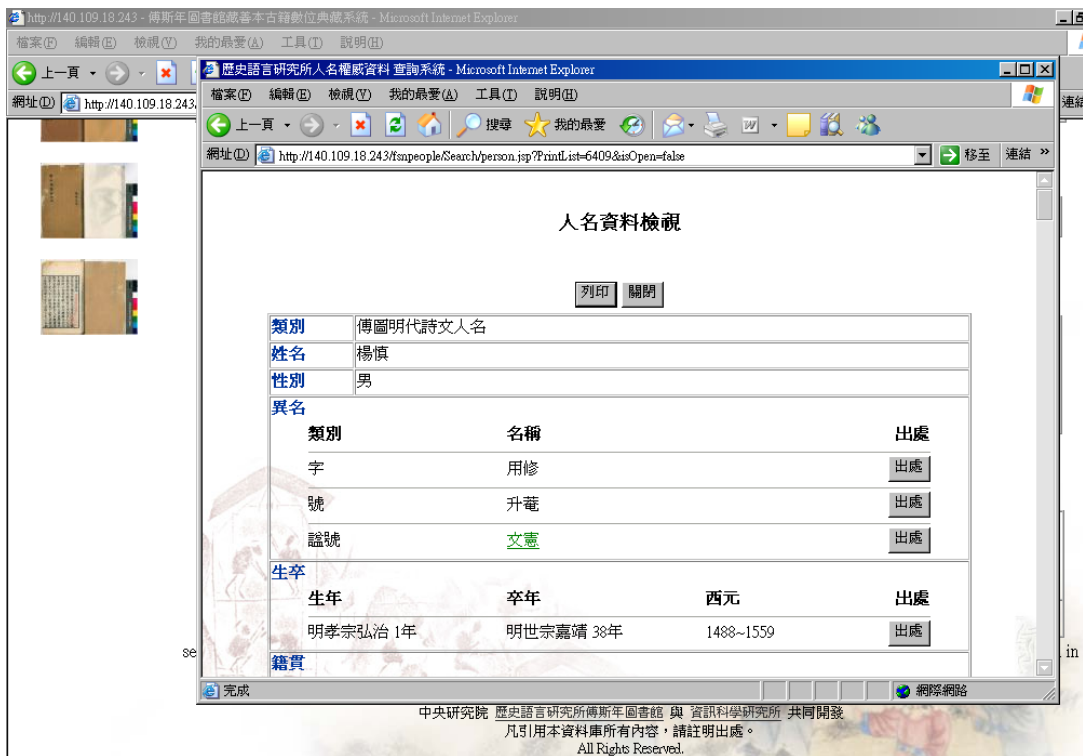 http://140.109.18.243 - 傅斯年圖書館藏善本古籍數位典藏系統 - Microsoft Internet Explorer
檔案(F) 編輯(E) 檢視(V) 我的最愛(A) 工具(T) 說明(H)
上一頁
網址(D) http://140.109.18.243/
連結
歷史語言研究所人名權威資料 查詢系統 - Microsoft Internet Explorer
檔案(F) 編輯(E) 檢視(V) 我的最愛(A) 工具(T) 說明(H)
上一頁 搜尋 我的最愛
網址(D) http://140.109.18.243/fsnpeople/Search/person.jsp?PrintList=6409&isOpen=false 移至 連結 »
人名資料檢視
列印 關閉
類別 傅圖明代詩文人名
姓名 楊慎
性別 男
異名
類別 名稱 出處
字 用修 出處
號 升菴 出處
諡號 文憲 出處
生卒
生年 卒年 西元 出處
明孝宗弘治 1年 明世宗嘉靖 38年 1488~1559 出處
籍貫
se
in
完成 網際網路
中央研究院 歷史語言研究所傅斯年圖書館 與 資訊科學研究所 共同開發
凡引用本資料庫所有內容，請註明出處。
All Rights Reserved.